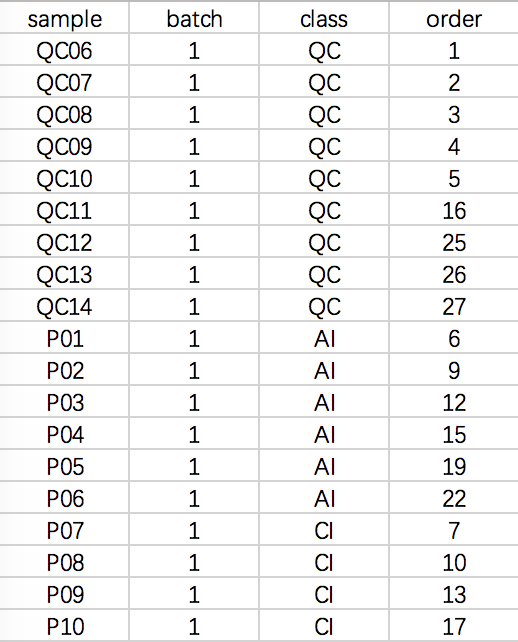 sample batch class order
QC06 1 QC 1
QC07 1 QC 2
QC08 1 QC 3
QC09 1 QC 4
QC10 1 QC 5
QC11 1 QC 16
QC12 1 QC 25
QC13 1 QC 26
QC14 1 QC 27
P01 1 AI 6
P02 1 AI 9
P03 1 AI 12
P04 1 AI 15
P05 1 AI 19
P06 1 AI 22
P07 1 CI 7
P08 1 CI 10
P09 1 CI 13
P10 1 CI 17